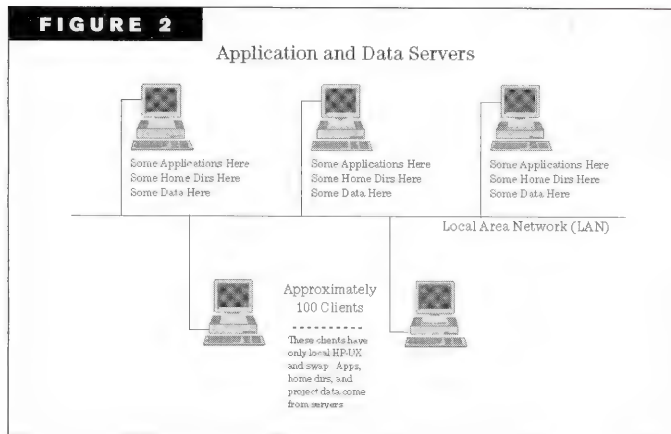 FIGURE 2
Application and Data Servers
Some Applications Here
Some Home Dirs Here
Some Data Here
Some Applications Here
Some Home Dirs Here
Some Data Here
Some Applications Here
Some Home Dirs Here
Some Data Here
Local Area Network (LAN)
Approximately
100 Clients
These clients have
only local HP-UX
and swap Apps,
home dirs, and
project data come
from servers